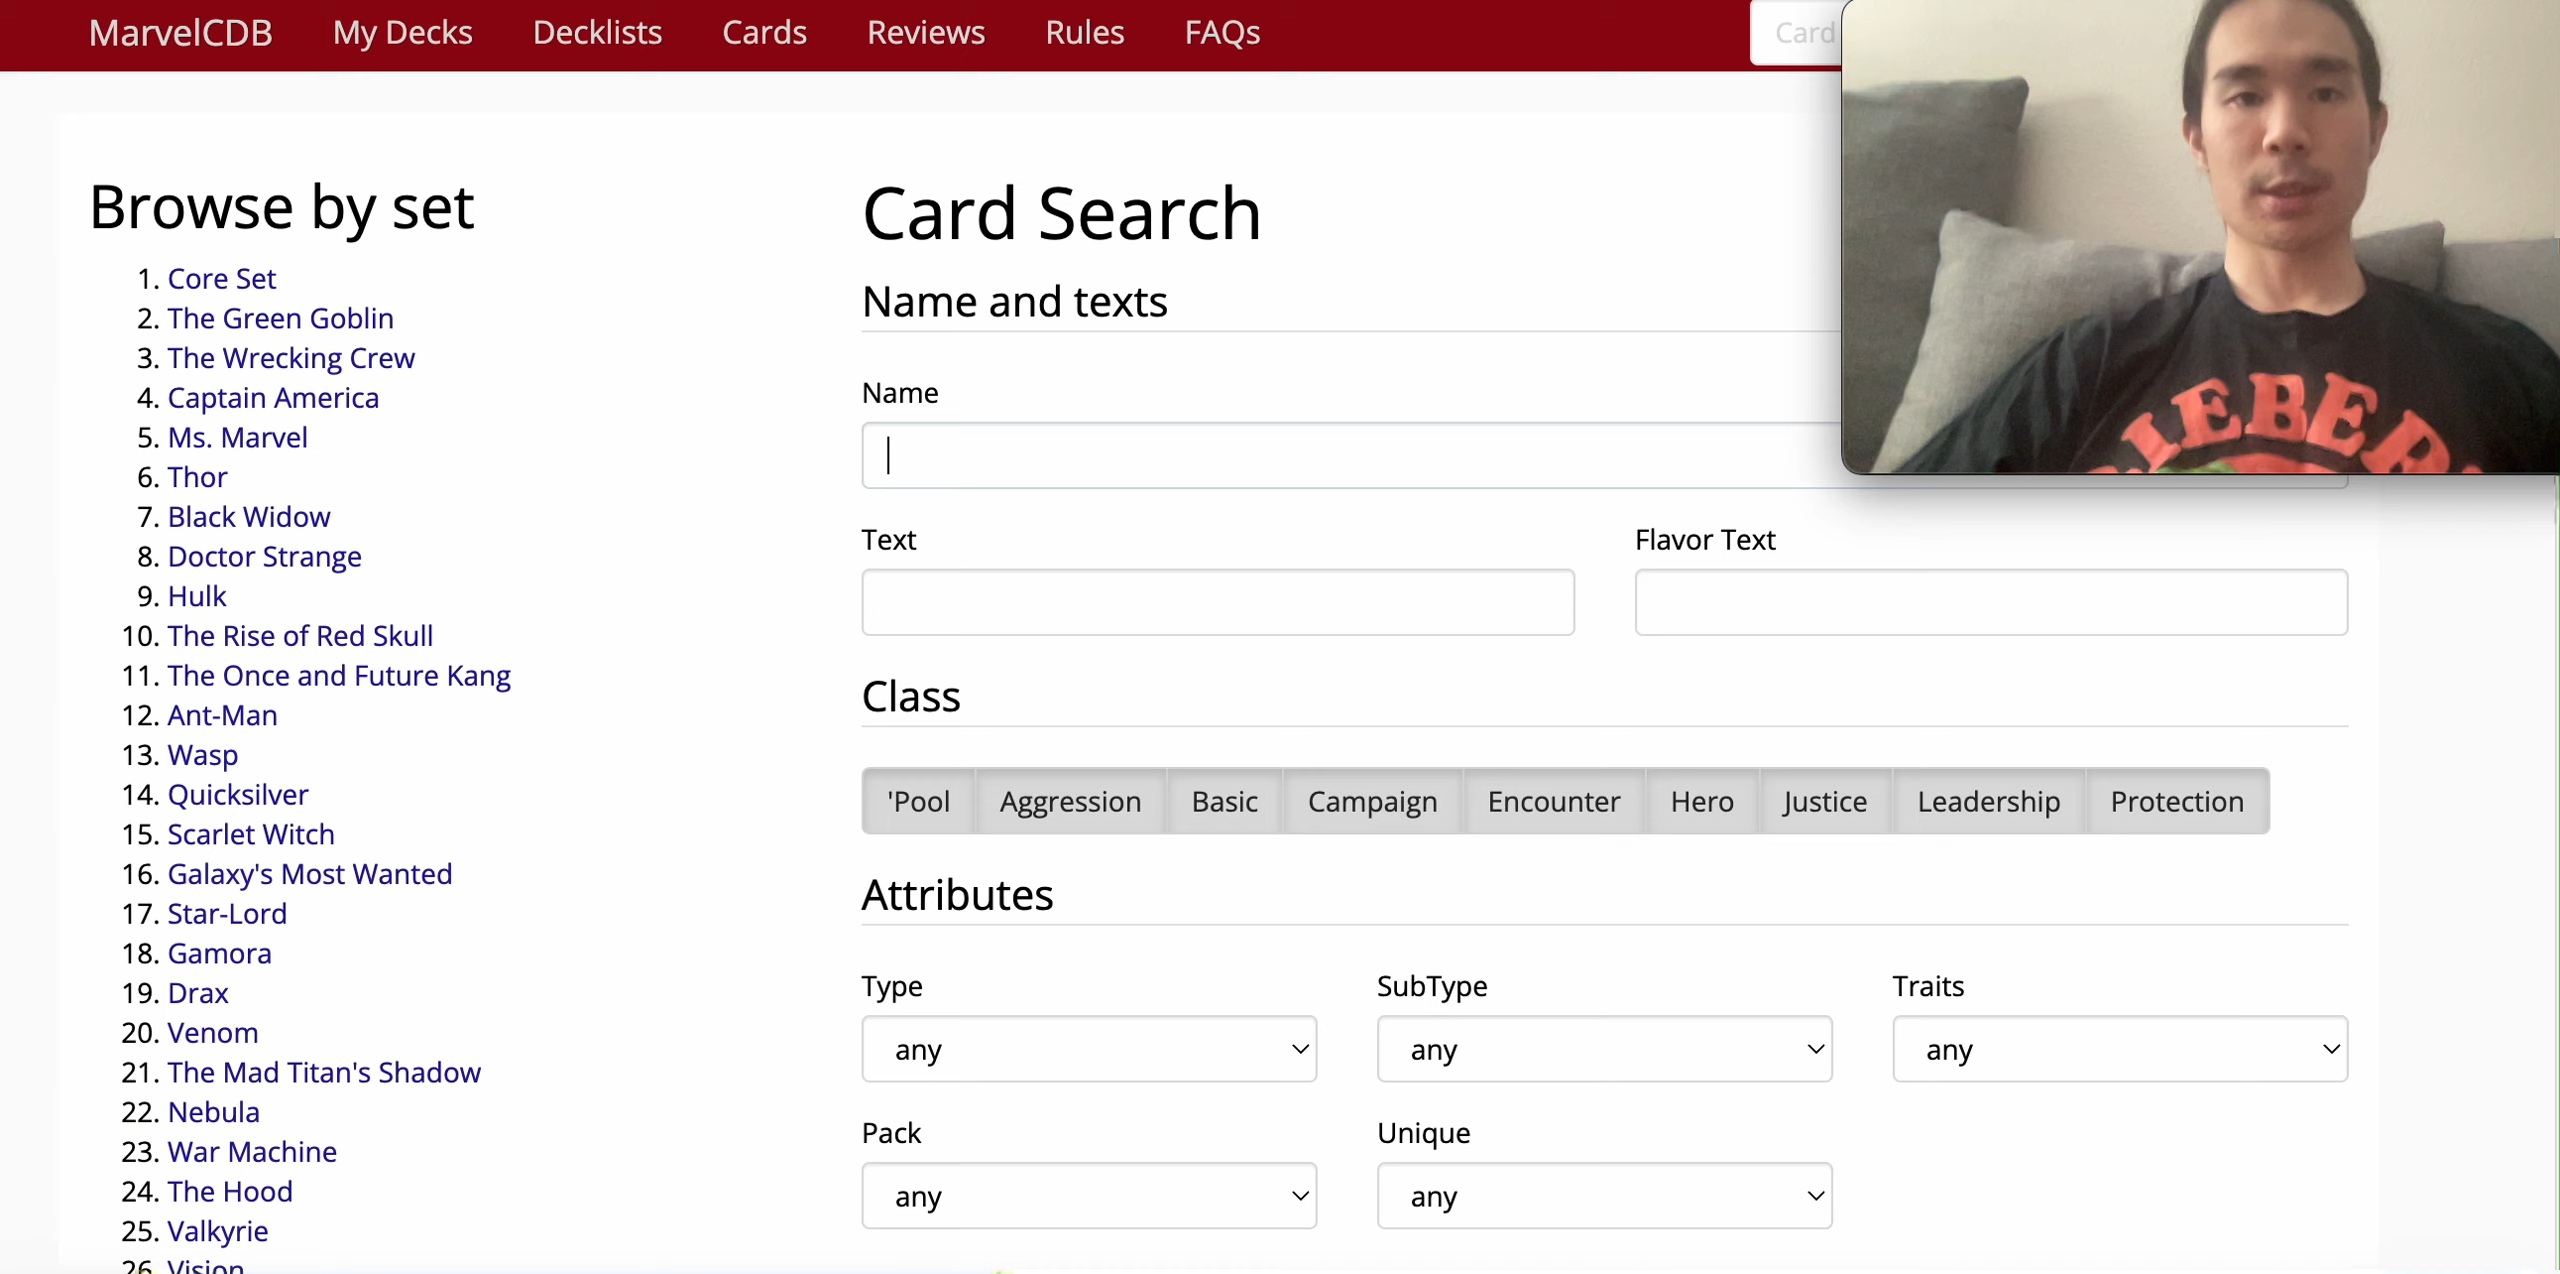 MarvelCDB My Decks Decklists Cards Reviews Rules FAQs Card
Browse by set
1. Core Set
2. The Green Goblin
3. The Wrecking Crew
4. Captain America
5. Ms. Marvel
6. Thor
7. Black Widow
8. Doctor Strange
9. Hulk
10. The Rise of Red Skull
11. The Once and Future Kang
12. Ant-Man
13. Wasp
14. Quicksilver
15. Scarlet Witch
16. Galaxy's Most Wanted
17. Star-Lord
18. Gamora
19. Drax
20. Venom
21. The Mad Titan's Shadow
22. Nebula
23. War Machine
24. The Hood
25. Valkyrie
26. Vision
Card Search
Name and texts
Name
Text Flavor Text
Class
'Pool Aggression Basic Campaign Encounter Hero Justice Leadership Protection
Attributes
Type SubType Traits
any any any
Pack Unique
any any